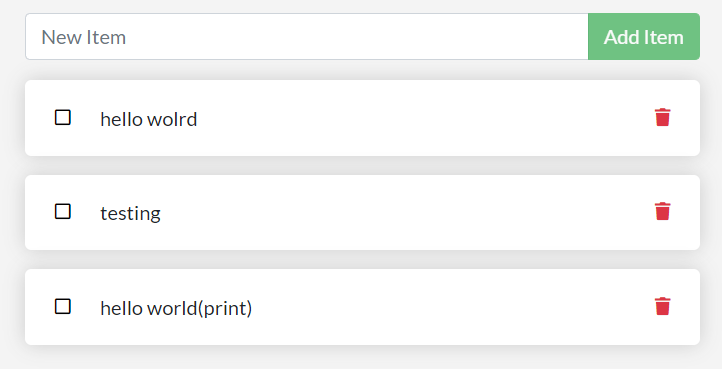 New Item
Add Item
hello wolrd
testing
hello world(print)